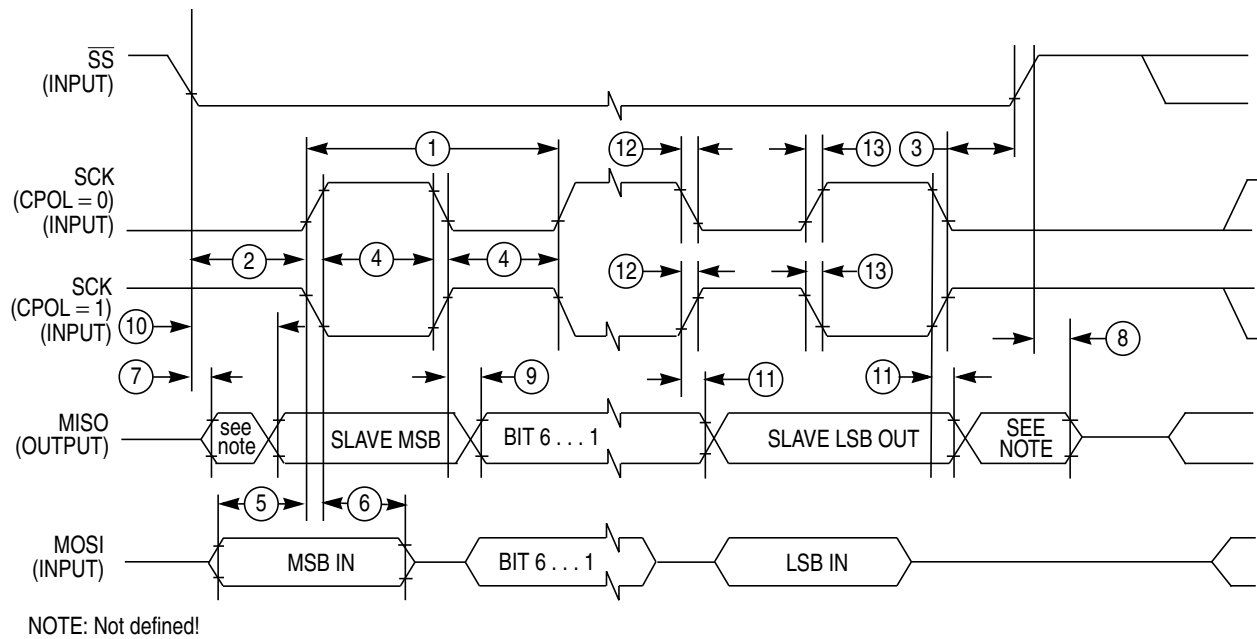 SS
(INPUT)
1
12
13
3
SCK
(CPOL = 0)
(INPUT)
2
4
4
12
13
SCK
(CPOL = 1)
(INPUT)
10
8
7
9
11
11
MISO
(OUTPUT)
see
note
SLAVE MSB
BIT 6 . . . 1
SLAVE LSB OUT
SEE
NOTE
5
6
MOSI
(INPUT)
MSB IN
BIT 6 . . . 1
LSB IN
NOTE: Not defined!